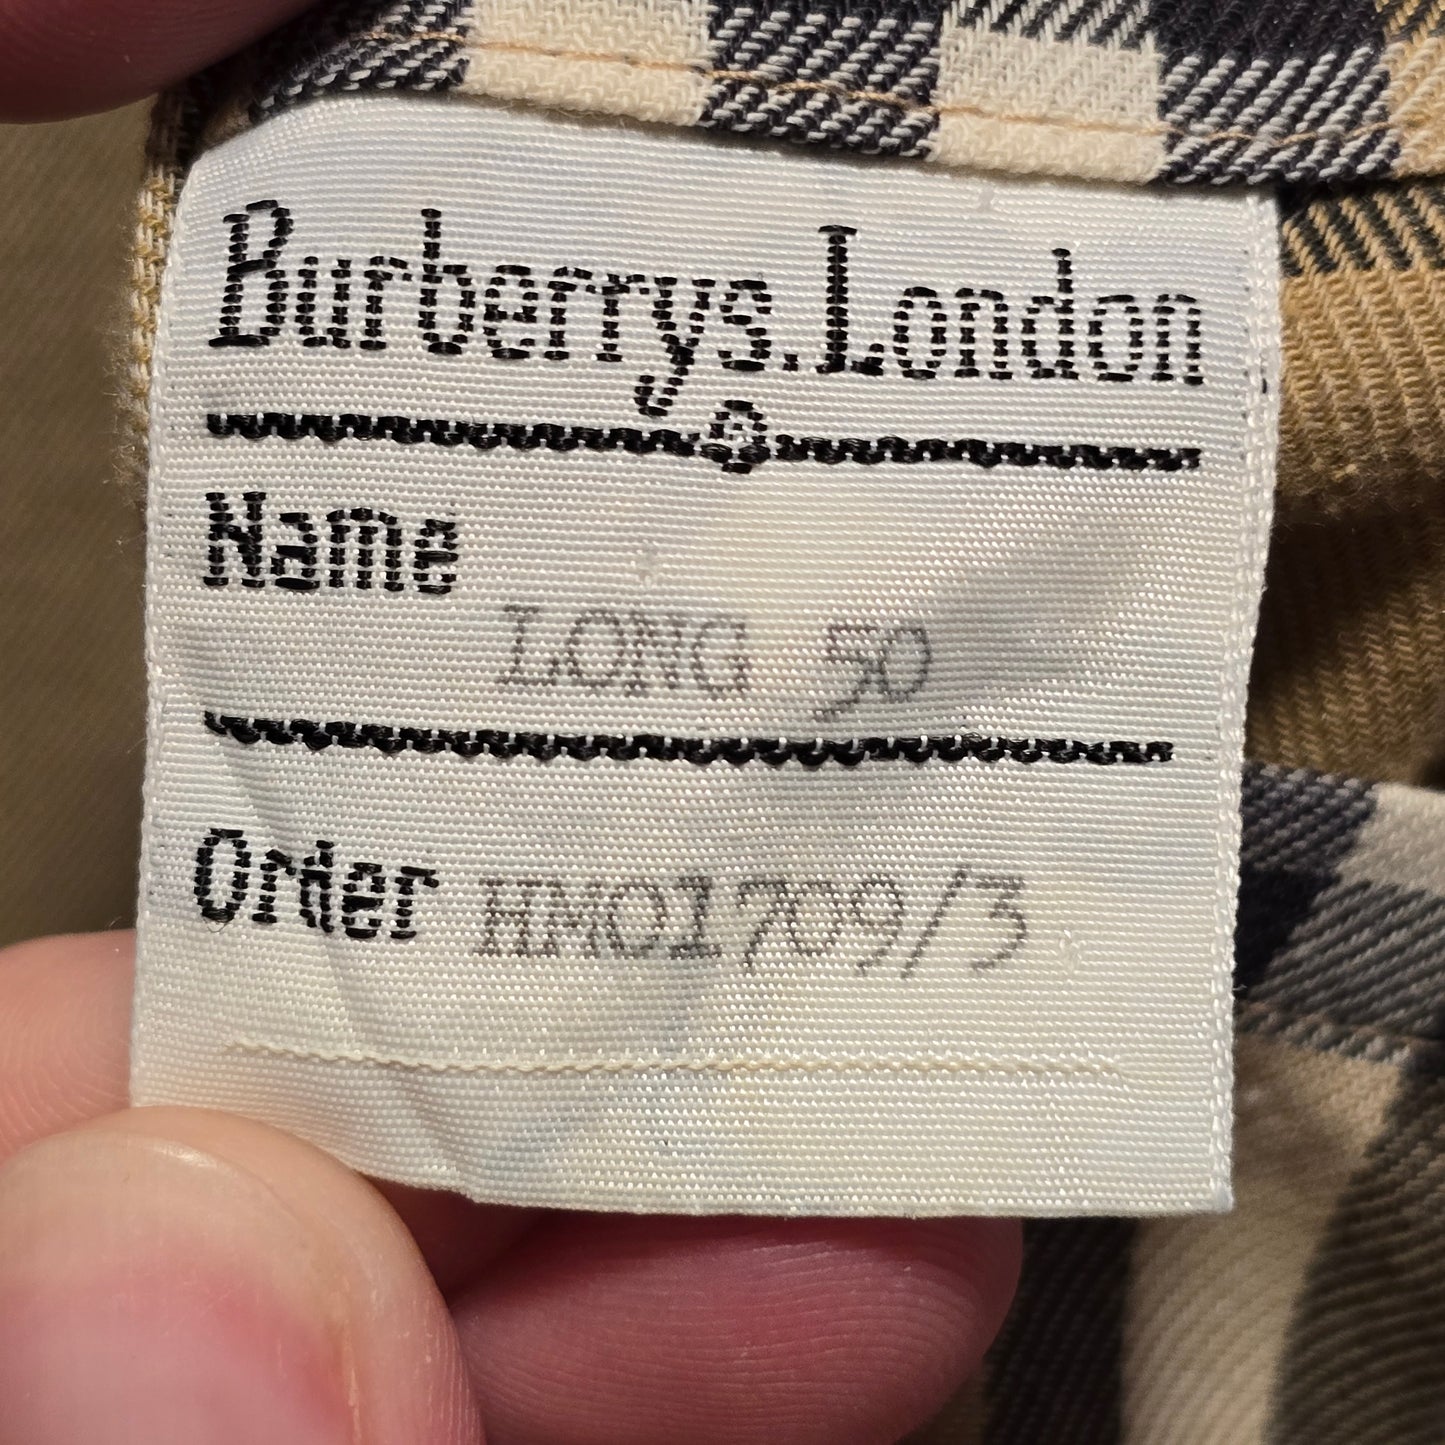 Burberrys. London
Name
LONG 50
Order HM01709/3